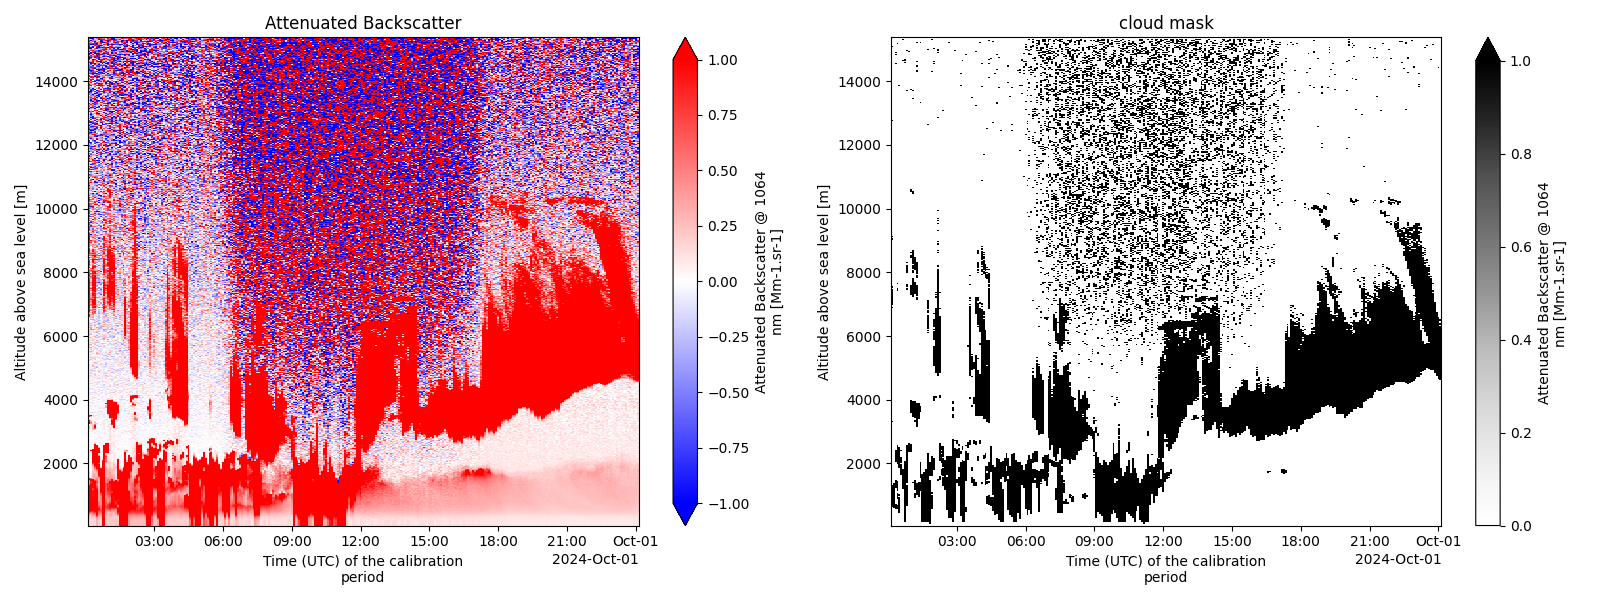 Attenuated Backscatter
14000
12000
10000
8000
6000
4000
2000
Altitude above sea level [m]
03:00
06:00
09:00
12:00
15:00
18:00
21:00
Oct-01
2024-Oct-01
Time (UTC) of the calibration
period
1.00
0.75
0.50
0.25
0.00
−0.25
−0.50
−0.75
−1.00
Attenuated Backscatter @ 1064
nm [Mm-1.sr-1]
cloud mask
14000
12000
10000
8000
6000
4000
2000
Altitude above sea level [m]
03:00
06:00
09:00
12:00
15:00
18:00
21:00
Oct-01
2024-Oct-01
Time (UTC) of the calibration
period
1.0
0.8
0.6
0.4
0.2
0.0
Attenuated Backscatter @ 1064
nm [Mm-1.sr-1]